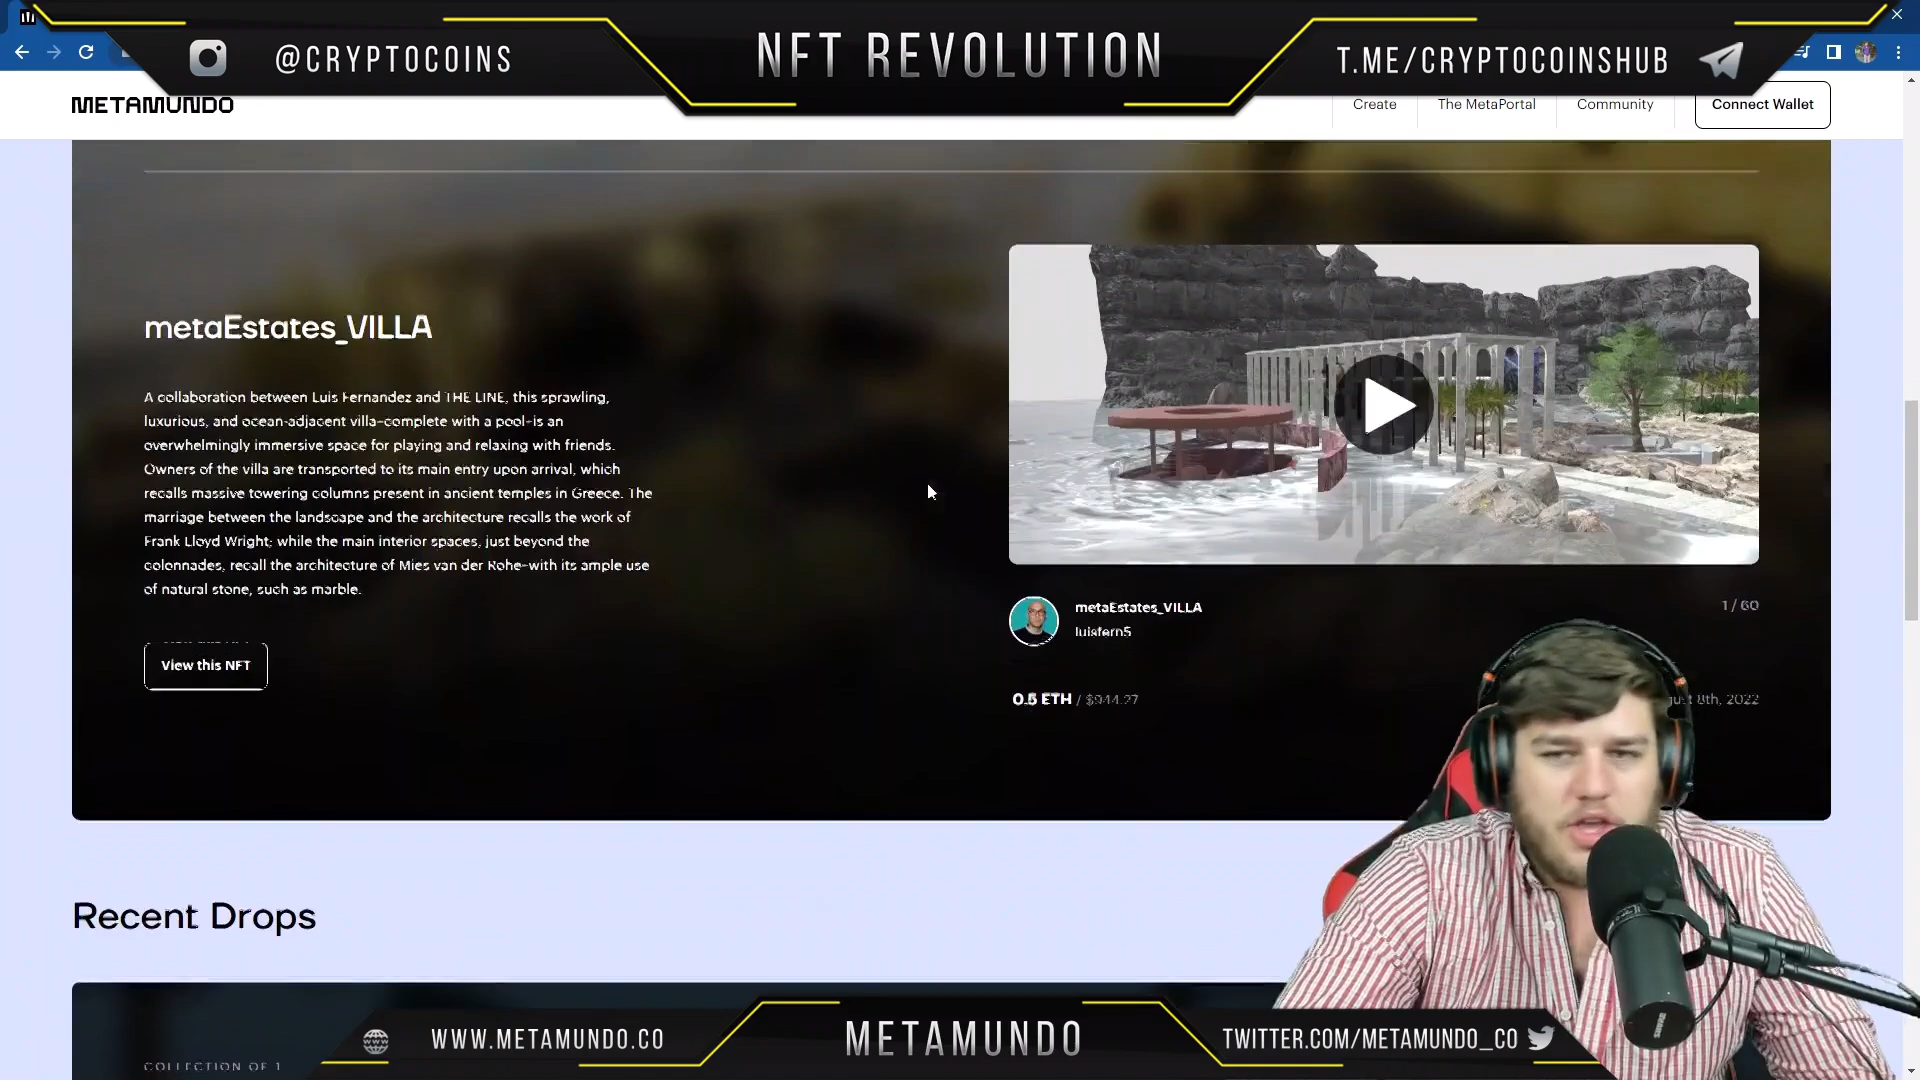 @CRYPTOCOINS
NFT REVOLUTION
T.ME/CRYPTOCOINSHUB
METAMUNDO
Create
The MetaPortal
Community
Connect Wallet
metaEstates_VILLA
A collaboration between Luis Fernandez and THE LINE, this sprawling,
luxurious, and ocean-adjacent villa–complete with a pool–is an
overwhelmingly immersive space for playing and relaxing with friends.
Owners of the villa are transported to its main entry upon arrival, which
recalls massive towering columns present in ancient temples in Greece. The
marriage between the landscape and the architecture recalls the work of
Frank Lloyd Wright; while the main interior spaces, just beyond the
colonnades, recall the architecture of Mies van der Rohe–with its ample use
of natural stone, such as marble.
View this NFT
metaEstates_VILLA
luisfern5
1 / 60
0.5 ETH / $944.27
8th, 2022
Recent Drops
COLLECTION OF 1
WWW.METAMUNDO.CO
METAMUNDO
TWITTER.COM/METAMUNDO_CO